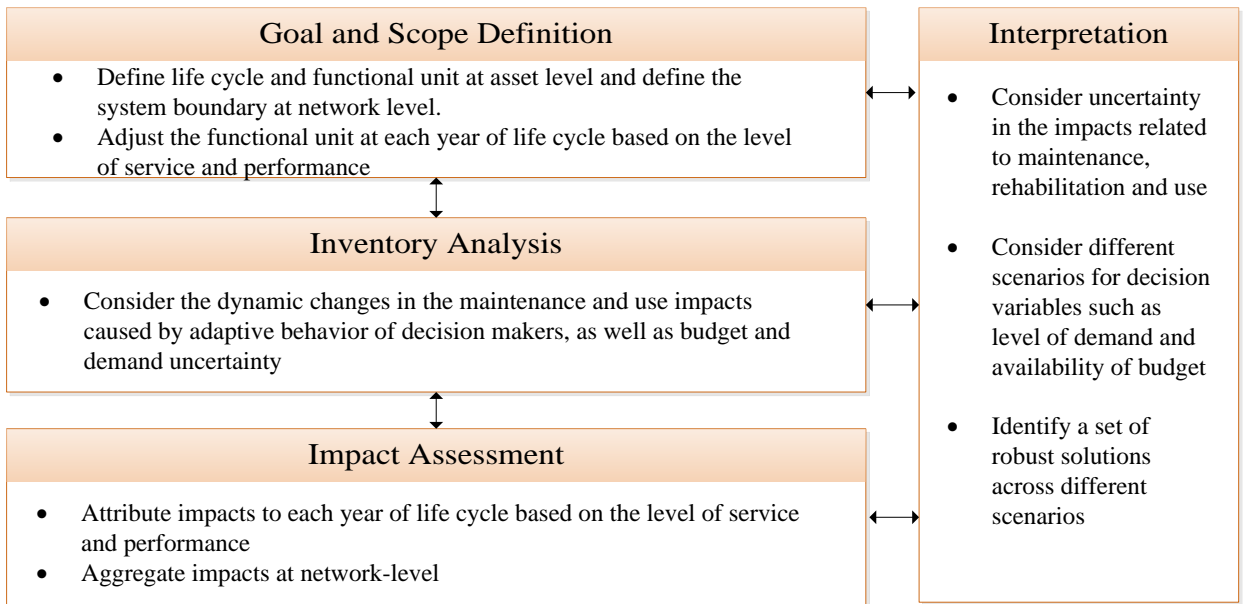 Goal and Scope Definition
• Define life cycle and functional unit at asset level and define the
system boundary at network level.
• Adjust the functional unit at each year of life cycle based on the level
of service and performance
Inventory Analysis
• Consider the dynamic changes in the maintenance and use impacts
caused by adaptive behavior of decision makers, as well as budget and
demand uncertainty
Impact Assessment
• Attribute impacts to each year of life cycle based on the level of service
and performance
• Aggregate impacts at network-level
Interpretation
• Consider uncertainty
in the impacts related
to maintenance,
rehabilitation and use
• Consider different
scenarios for decision
variables such as
level of demand and
availability of budget
• Identify a set of
robust solutions
across different
scenarios